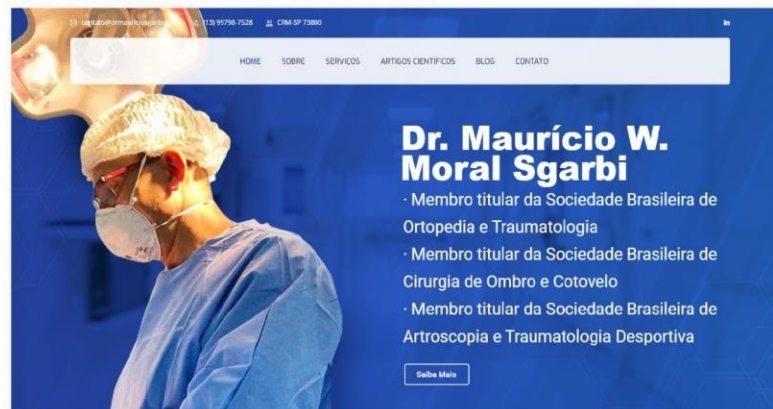 (13) 99798-7528
CRM-SP 73800
in
HOME SOBRE SERVIÇOS ARTIGOS CIENTÍFICOS BLOG CONTATO
Dr. Maurício W.
Moral Sgarbi
· Membro titular da Sociedade Brasileira de
Ortopedia e Traumatologia
· Membro titular da Sociedade Brasileira de
Cirurgia de Ombro e Cotovelo
· Membro titular da Sociedade Brasileira de
Artroscopia e Traumatologia Desportiva
Saiba Mais